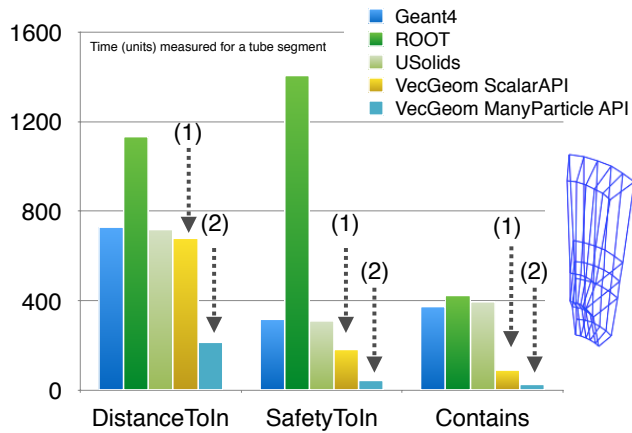 Geant4
ROOT
USolids
VecGeom ScalarAPI
VecGeom ManyParticle API
Time (units) measured for a tube segment
1600
1200
800
400
0
(1)
(2)
(1)
(2)
(1)
(2)
DistanceToIn
SafetyToIn
Contains